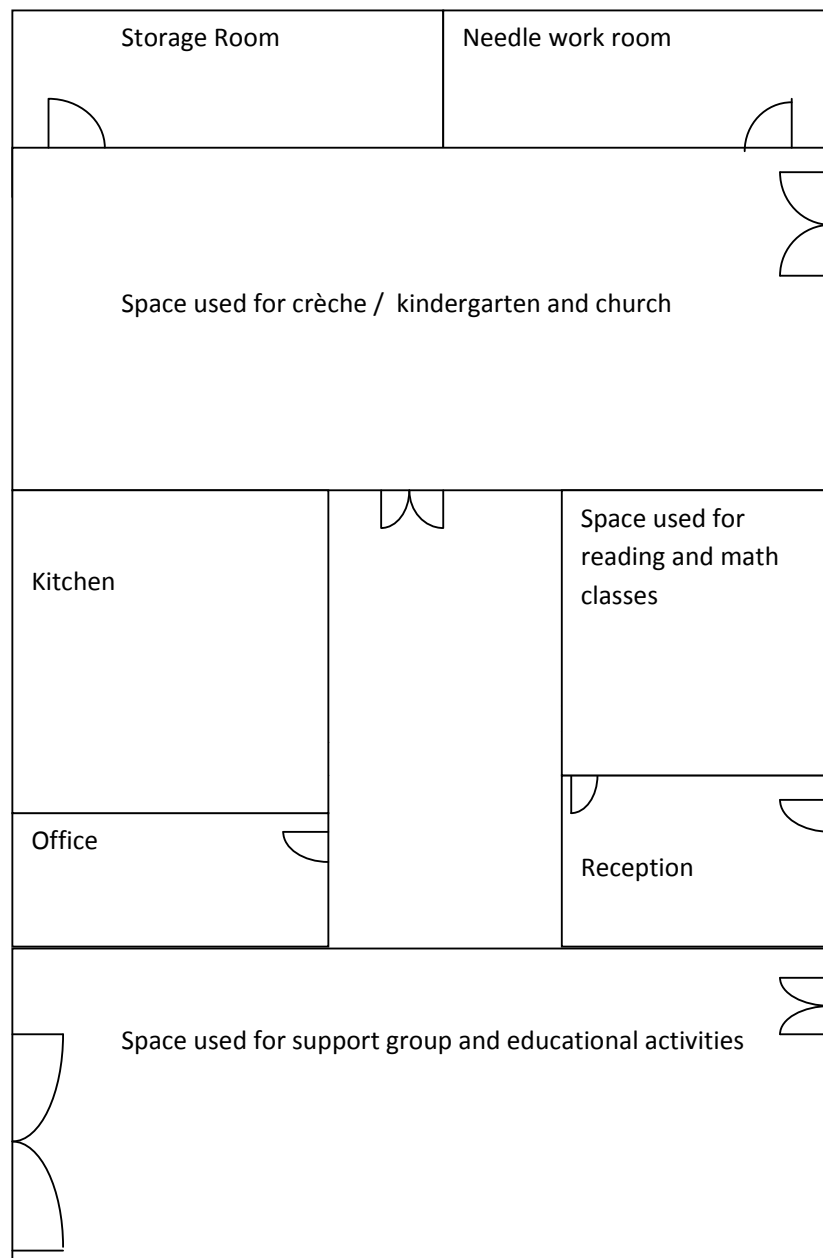 Storage Room
Needle work room
Space used for crèche /  kindergarten and church
Kitchen
Space used for
reading and math
classes
Office
Reception
Space used for support group and educational activities